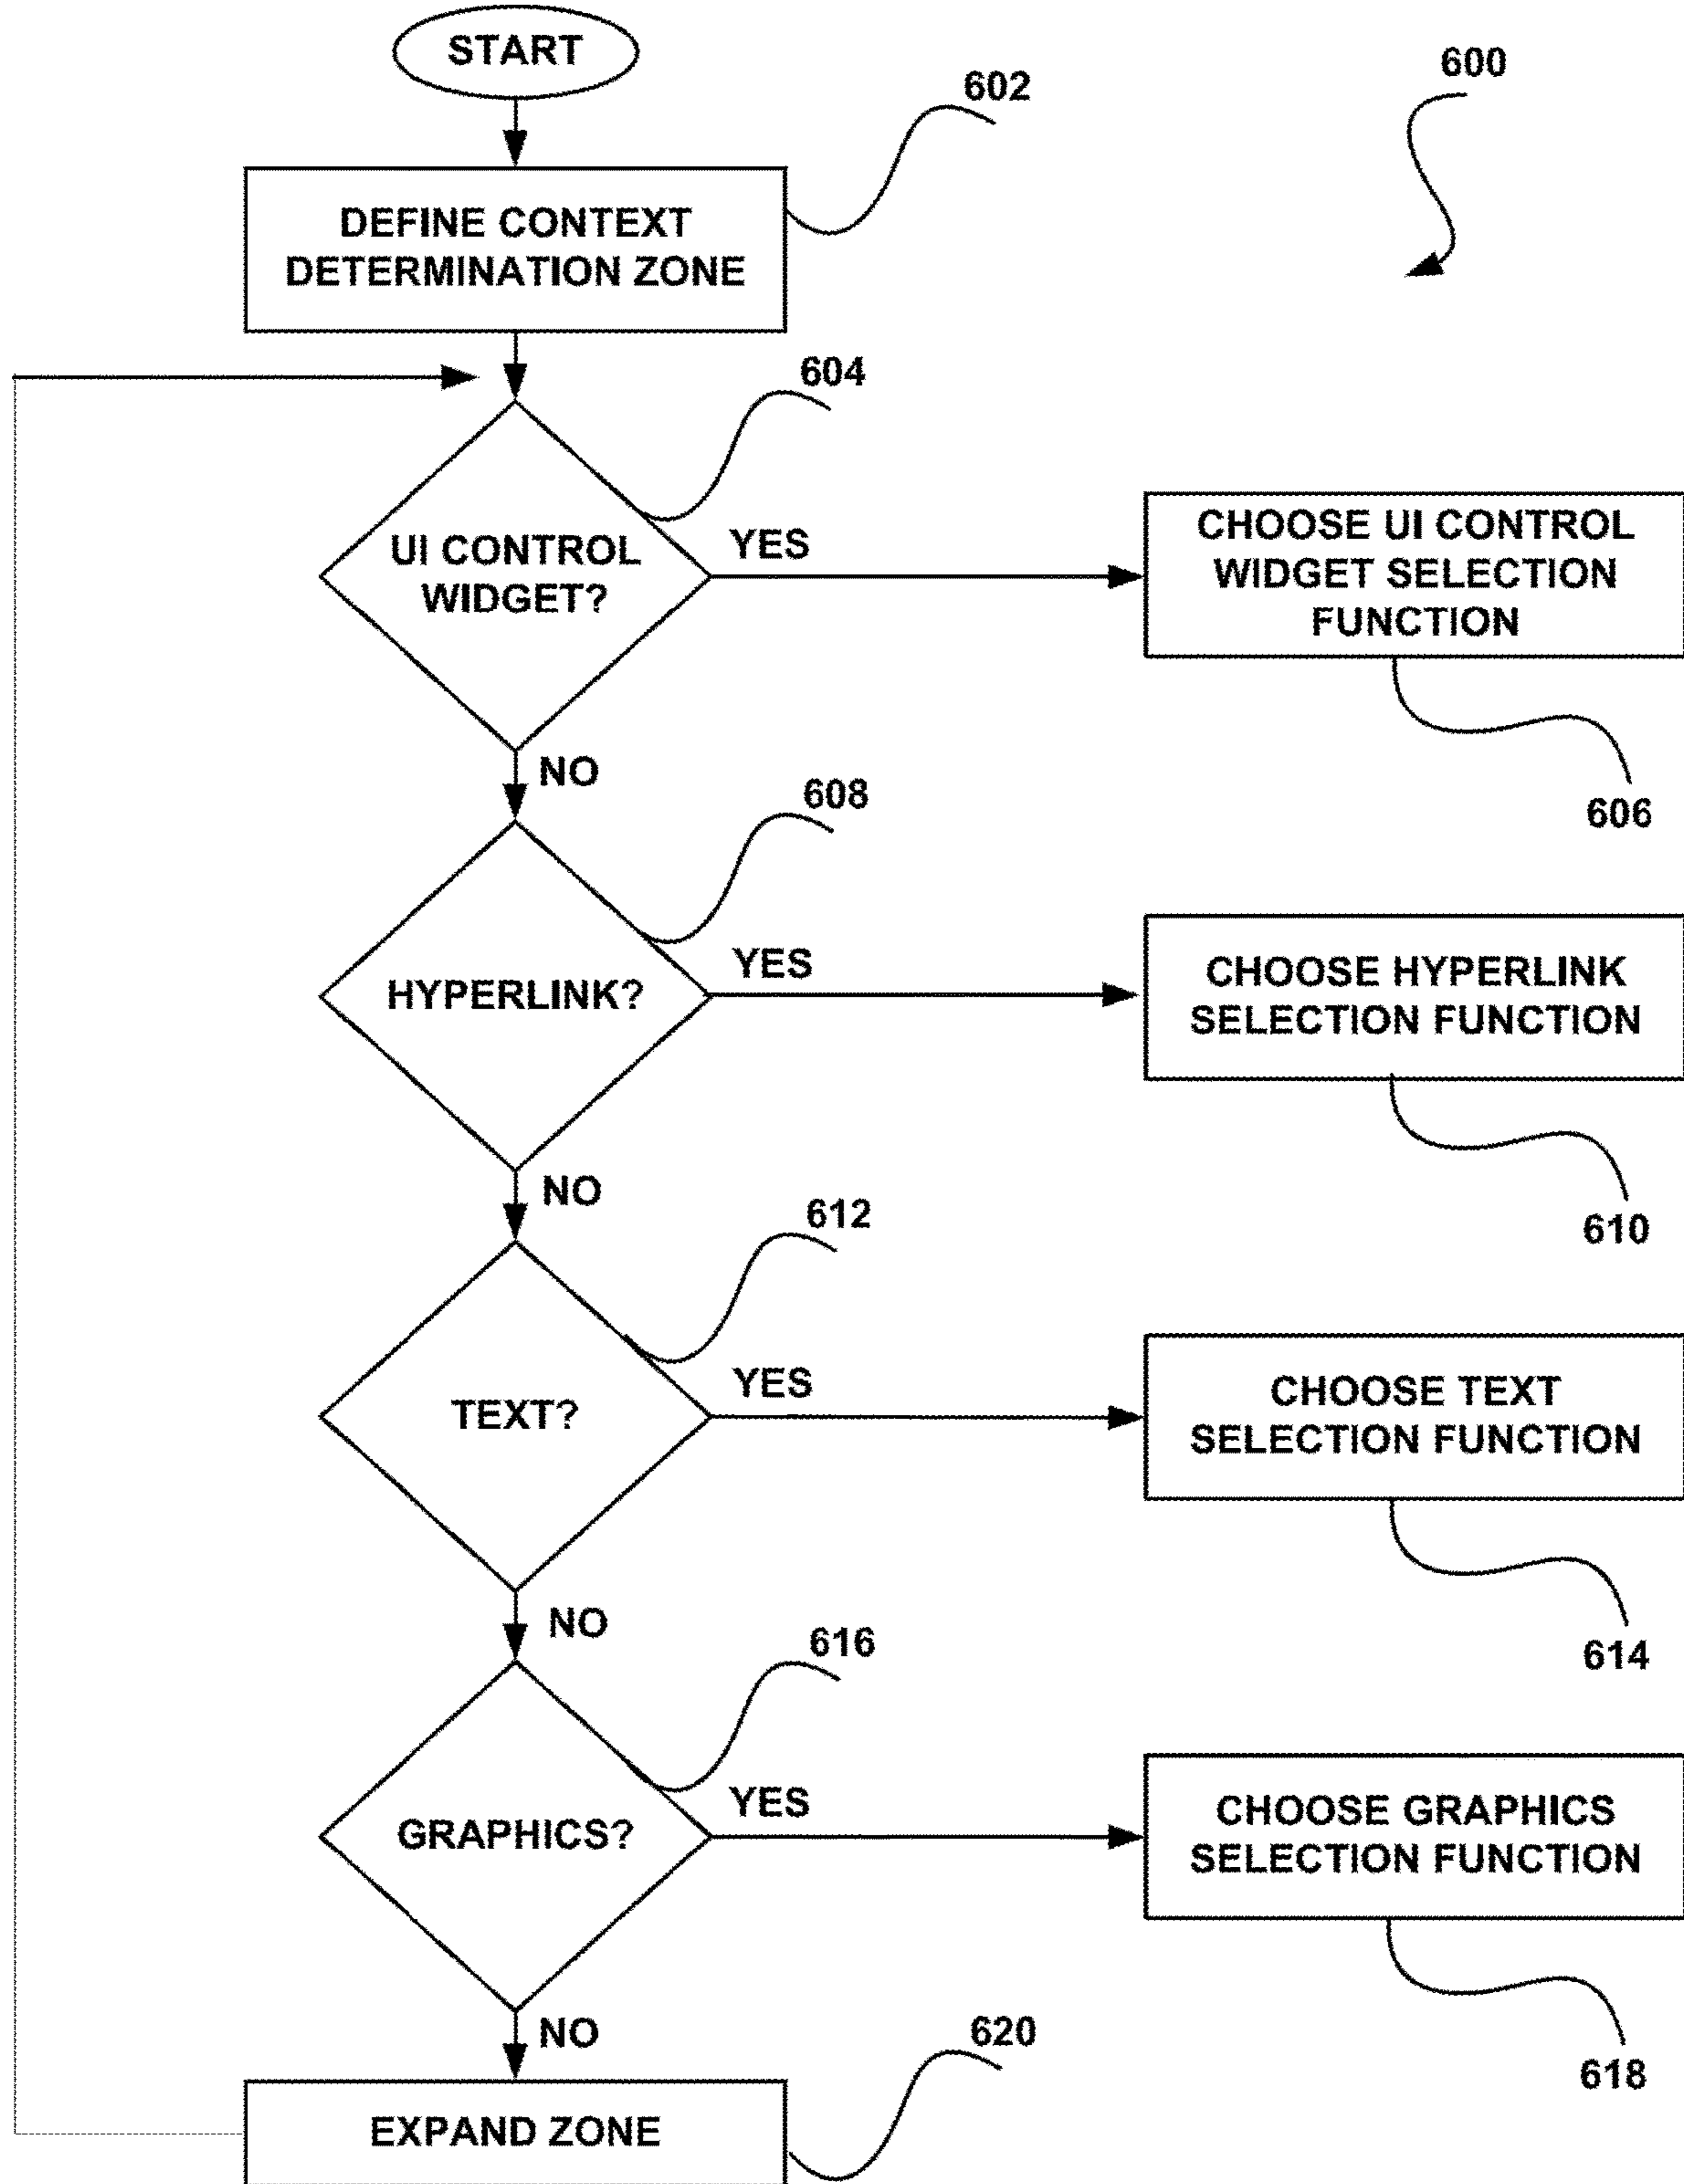 START
602
600
DEFINE CONTEXT
DETERMINATION ZONE
604
UI CONTROL
WIDGET?
YES
CHOOSE UI CONTROL
WIDGET SELECTION
FUNCTION
606
NO
608
HYPERLINK?
YES
CHOOSE HYPERLINK
SELECTION FUNCTION
610
NO
612
TEXT?
YES
CHOOSE TEXT
SELECTION FUNCTION
614
NO
616
GRAPHICS?
YES
CHOOSE GRAPHICS
SELECTION FUNCTION
618
NO
620
EXPAND ZONE